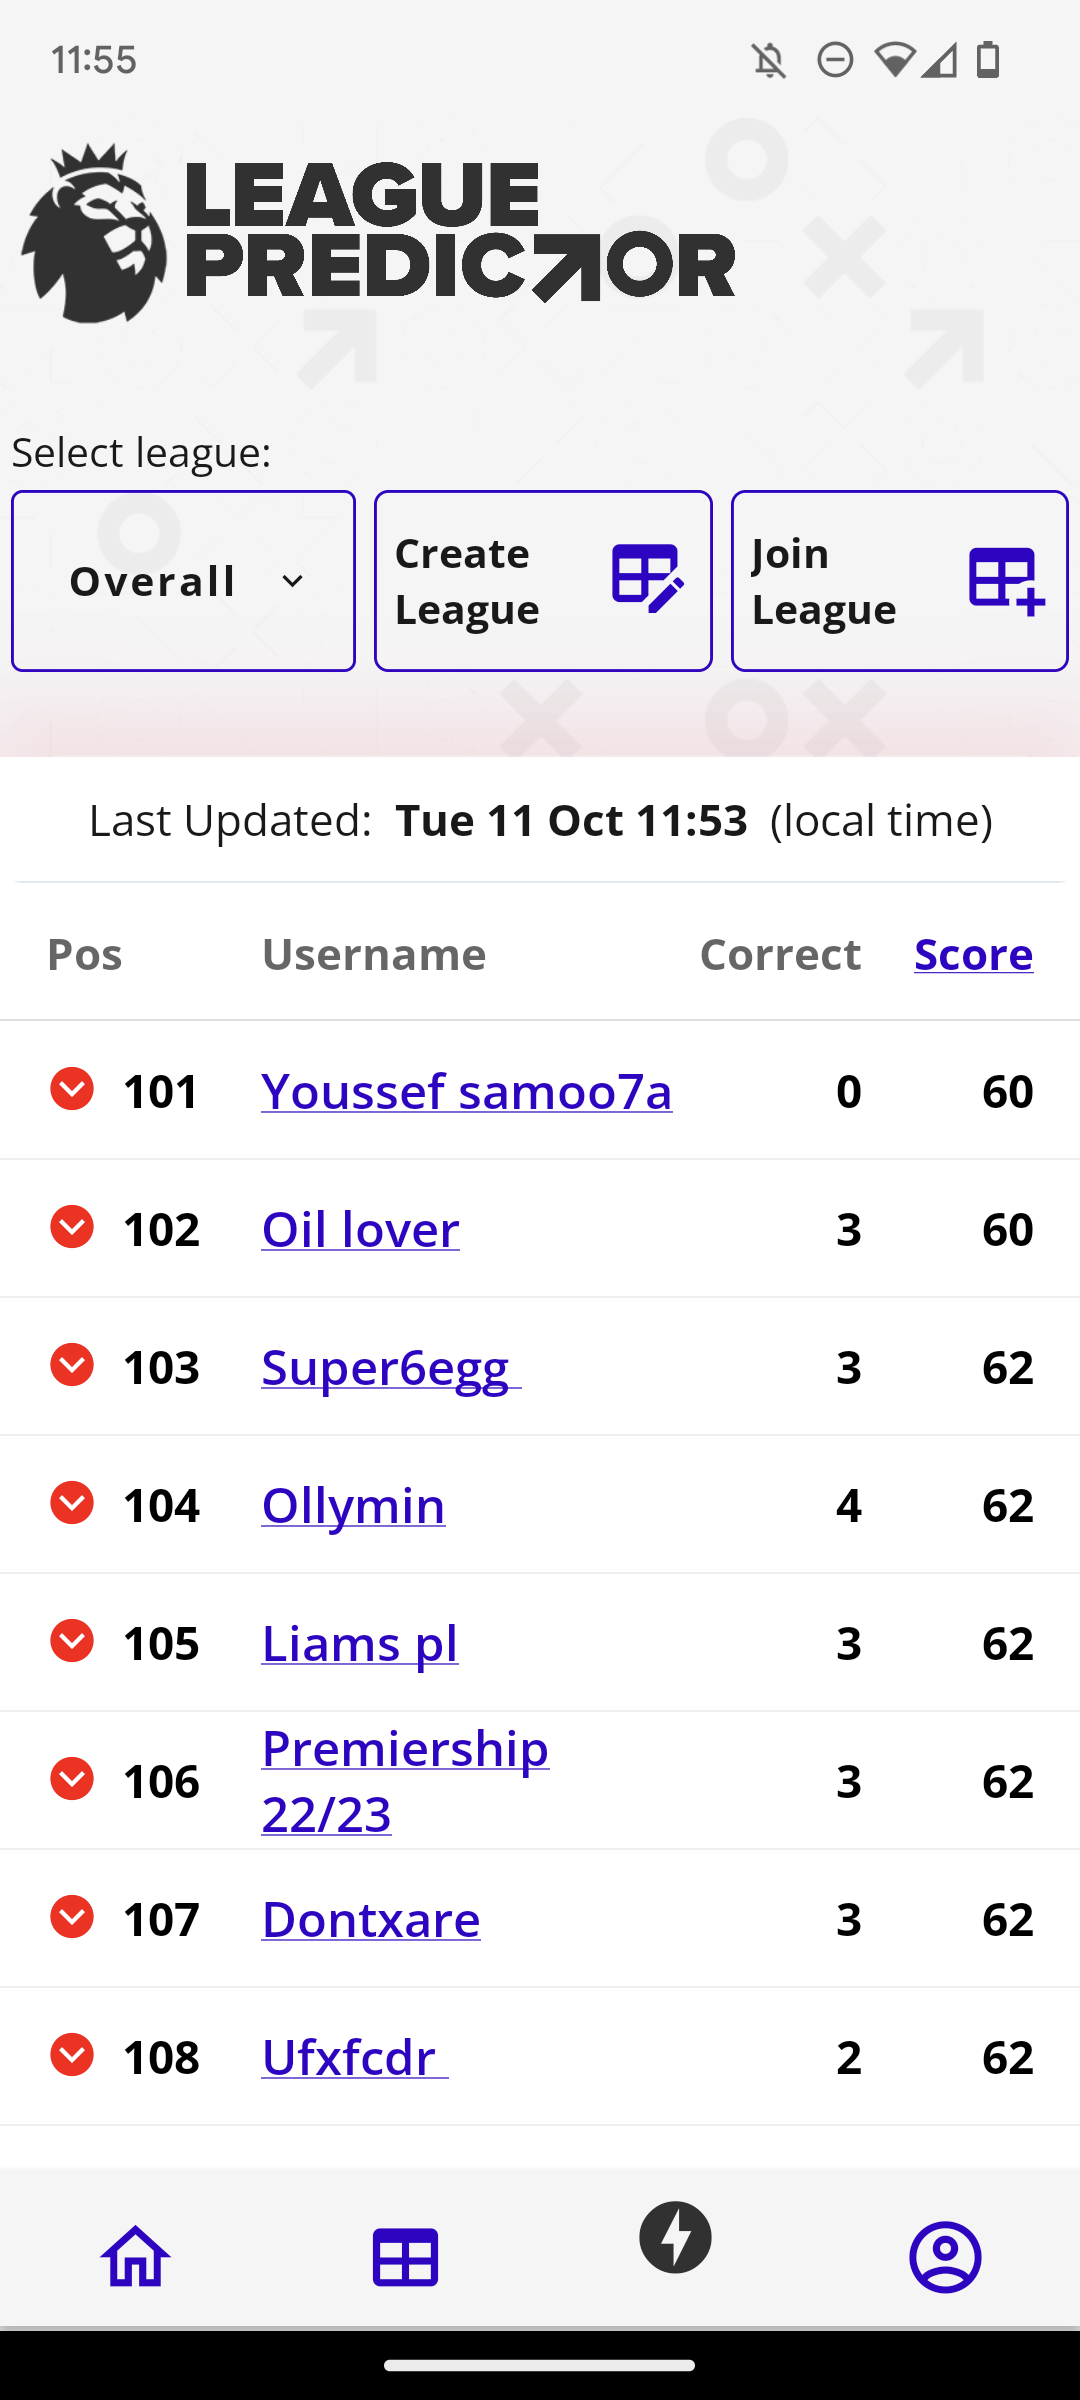 11:55
LEAGUE
PREDICTOR
Select league:
Overall
Create
League
Join
League
Last Updated: Tue 11 Oct 11:53 (local time)
Pos Username Correct Score
101 Youssef samoo7a 0 60
102 Oil lover 3 60
103 Super6egg 3 62
104 Ollymin 4 62
105 Liams pl 3 62
106 Premiership 3 62
22/23
107 Dontxare 3 62
108 Ufxfcdr 2 62